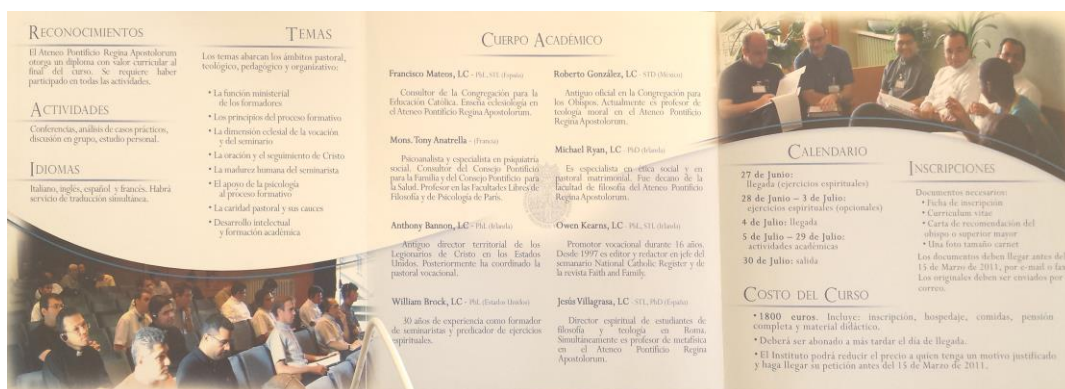 RECONOCIMIENTOS
El Ateneo Pontificio Regina Apostolorum
otorga un diploma con valor curricular al
final del curso. Se requiere haber
participado en todas las actividades.
ACTIVIDADES
Conferencias, análisis de casos prácticos,
discusión en grupo, estudio personal.
IDIOMAS
Italiano, inglés, español y francés. Habrá
servicio de traducción simultánea.
TEMAS
Los temas abarcan los ámbitos pastoral,
teológico, pedagógico y organizativo:
• La función ministerial
de los formadores
• Los principios del proceso formativo
• La dimensión eclesial de la vocación
y del seminario
• La oración y el seguimiento de Cristo
• La madurez humana del seminarista
• El apoyo de la psicología
al proceso formativo
• La caridad pastoral y sus cauces
• Desarrollo intelectual
y formación académica
CUERPO ACADÉMICO
Francisco Mateos, LC - PhL, STL (España)
Consultor de la Congregación para la
Educación Católica. Enseña eclesiología en
el Ateneo Pontificio Regina Apostolorum.
Mons. Tony Anatrella - (Francia)
Psicoanalista y especialista en psiquiatría
social. Consultor del Consejo Pontificio
para la Familia y del Consejo Pontificio para
la Salud. Profesor en las Facultades Libres de
Filosofía y de Psicología de París.
Anthony Bannon, LC - PhL (Irlanda)
Antiguo director territorial de los
Legionarios de Cristo en los Estados
Unidos. Posteriormente ha coordinado la
pastoral vocacional.
William Brock, LC - PhL (Estados Unidos)
30 años de experiencia como formador
de seminaristas y predicador de ejercicios
espirituales.
Roberto González, LC - STD (México)
Antiguo oficial en la Congregación para
los Obispos. Actualmente es profesor de
teología moral en el Ateneo Pontificio
Regina Apostolorum.
Michael Ryan, LC - PhD (Irlanda)
Es especialista en ética social y en
pastoral matrimonial. Fue decano de la
facultad de filosofía del Ateneo Pontificio
Regina Apostolorum.
Owen Kearns, LC - PhL, STL (Irlanda)
Promotor vocacional durante 16 años.
Desde 1997 es editor y redactor en jefe del
semanario National Catholic Register y de
la revista Faith and Family.
Jesús Villagrasa, LC - STL, PhD (España)
Director espiritual de estudiantes de
filosofía y teología en Roma.
Simultáneamente es profesor de metafísica
en el Ateneo Pontificio Regina
Apostolorum.
CALENDARIO
27 de Junio:
llegada (ejercicios espirituales)
28 de Junio – 3 de Julio:
ejercicios espirituales (opcionales)
4 de Julio: llegada
5 de Julio – 29 de Julio:
actividades académicas
30 de Julio: salida
INSCRIPCIONES
Documentos necesarios:
• Ficha de inscripción
• Curriculum vitae
• Carta de recomendación del
obispo o superior mayor
• Una foto tamaño carnet
Los documentos deben llegar antes del
15 de Marzo de 2011, por e-mail o fax
Los originales deben ser enviados por
correo.
COSTO DEL CURSO
• 1800 euros. Incluye: inscripción, hospedaje, comidas, pensión
completa y material didáctico.
• Deberá ser abonado a más tardar el día de llegada.
• El Instituto podrá reducir el precio a quien tenga un motivo justificado
y haga llegar su petición antes del 15 de Marzo de 2011.